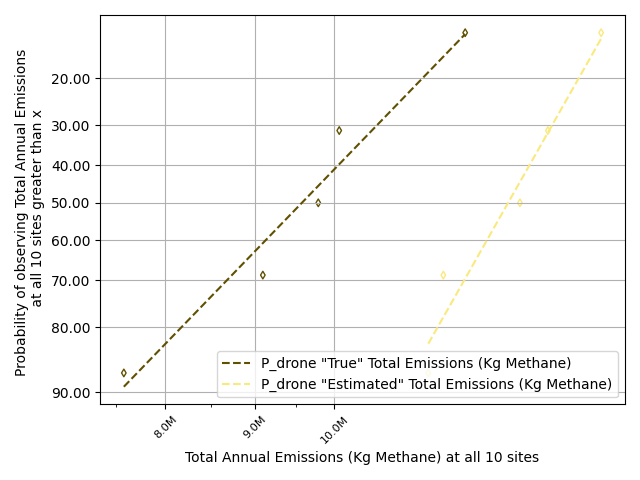 Probability of observing Total Annual Emissions
at all 10 sites greater than x
20.00
30.00
40.00
50.00
60.00
70.00
80.00
90.00
P_drone "True" Total Emissions (Kg Methane)
P_drone "Estimated" Total Emissions (Kg Methane)
8.0M
9.0M
10.0M
Total Annual Emissions (Kg Methane) at all 10 sites